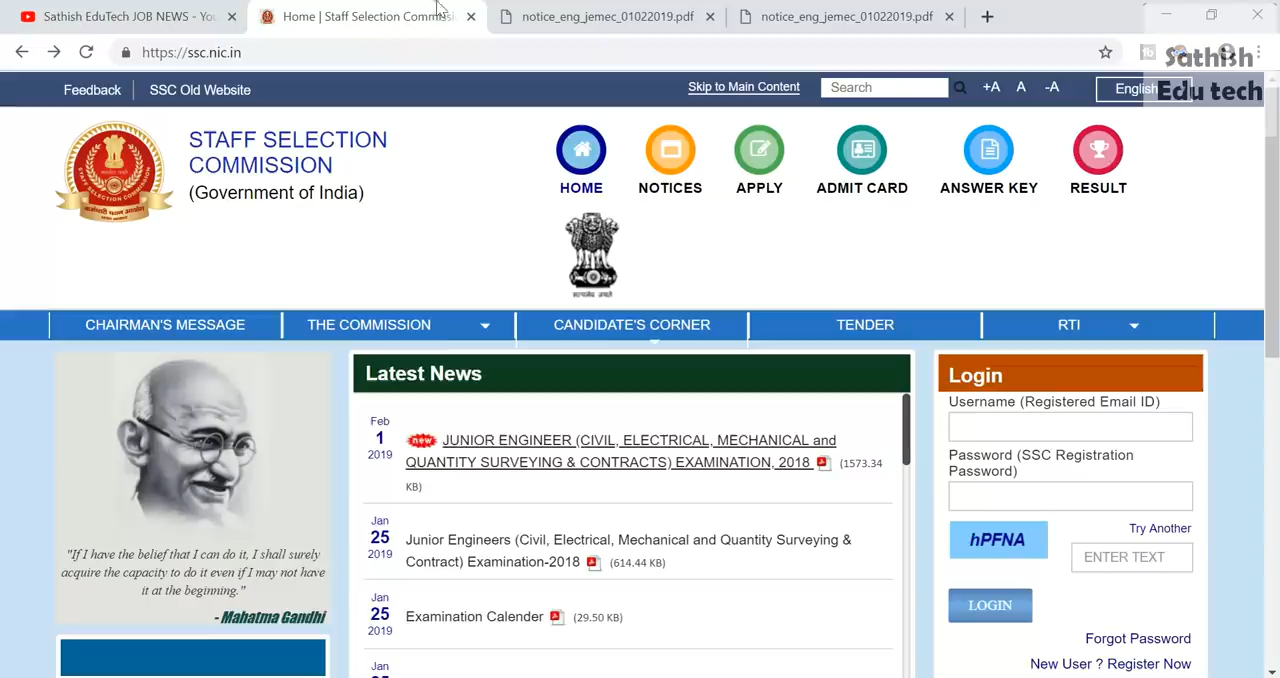 Sathish EduTech JOB NEWS - You
Home | Staff Selection Commiss
notice_eng_jemec_01022019.pdf
notice_eng_jemec_01022019.pdf
https://ssc.nic.in
Sathish
Edu tech
Feedback
SSC Old Website
Skip to Main Content
Search
+A
A
-A
English
STAFF SELECTION
COMMISSION
(Government of India)
HOME
NOTICES
APPLY
ADMIT CARD
ANSWER KEY
RESULT
सत्यमेव जयते
CHAIRMAN'S MESSAGE
THE COMMISSION
CANDIDATE'S CORNER
TENDER
RTI
"If I have the belief that I can do it, I shall surely
acquire the capacity to do it even if I may not have
it at the beginning."
- Mahatma Gandhi
Latest News
Feb
1
2019
new JUNIOR ENGINEER (CIVIL, ELECTRICAL, MECHANICAL and
QUANTITY SURVEYING & CONTRACTS) EXAMINATION, 2018 (1573.34
KB)
Jan
25
2019
Junior Engineers (Civil, Electrical, Mechanical and Quantity Surveying &
Contract) Examination-2018 (614.44 KB)
Jan
25
2019
Examination Calender (29.50 KB)
Jan
Login
Username (Registered Email ID)
Password (SSC Registration
Password)
hPFNA
Try Another
ENTER TEXT
LOGIN
Forgot Password
New User ? Register Now